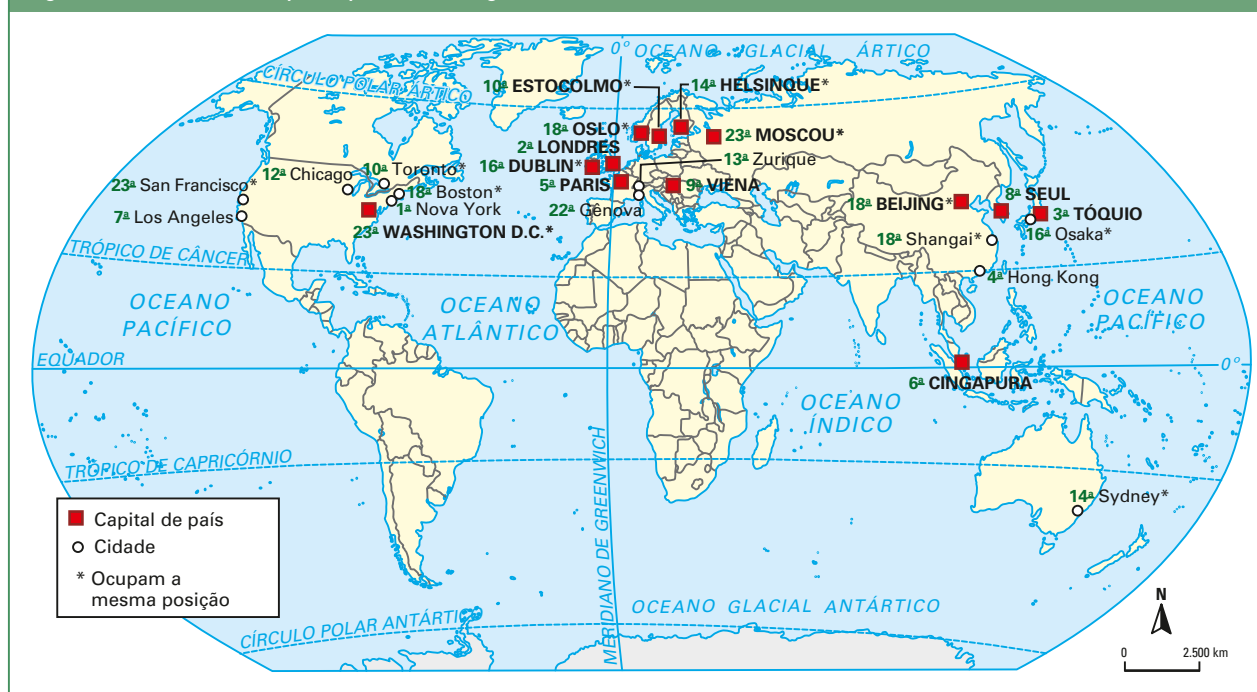 0° OCEANO GLACIAL ÁRTICO
CÍRCULO POLAR ÁRTICO
10ª ESTOCOLMO*
14ª HELSINQUE*
18ª OSLO*
23ª MOSCOU*
2ª LONDRES
13ª Zurique
16ª DUBLIN*
5ª PARIS
9ª VIENA
22ª Gênova
12ª Chicago
10ª Toronto*
23ª San Francisco*
18ª Boston*
7ª Los Angeles
1ª Nova York
23ª WASHINGTON D.C.*
18ª BEIJING*
8ª SEUL
3ª TÓQUIO
16ª Osaka*
18ª Shangai*
4ª Hong Kong
TRÓPICO DE CÂNCER
OCEANO
PACÍFICO
OCEANO
ATLÂNTICO
OCEANO
PACÍFICO
EQUADOR
0°
6ª CINGAPURA
OCEANO
ÍNDICO
TRÓPICO DE CAPRICÓRNIO
MERIDIANO DE GREENWICH
14ª Sydney*
Capital de país
Cidade
* Ocupam a
mesma posição
CÍRCULO POLAR ANTÁRTICO
OCEANO GLACIAL ANTÁRTICO
N
0 2.500 km